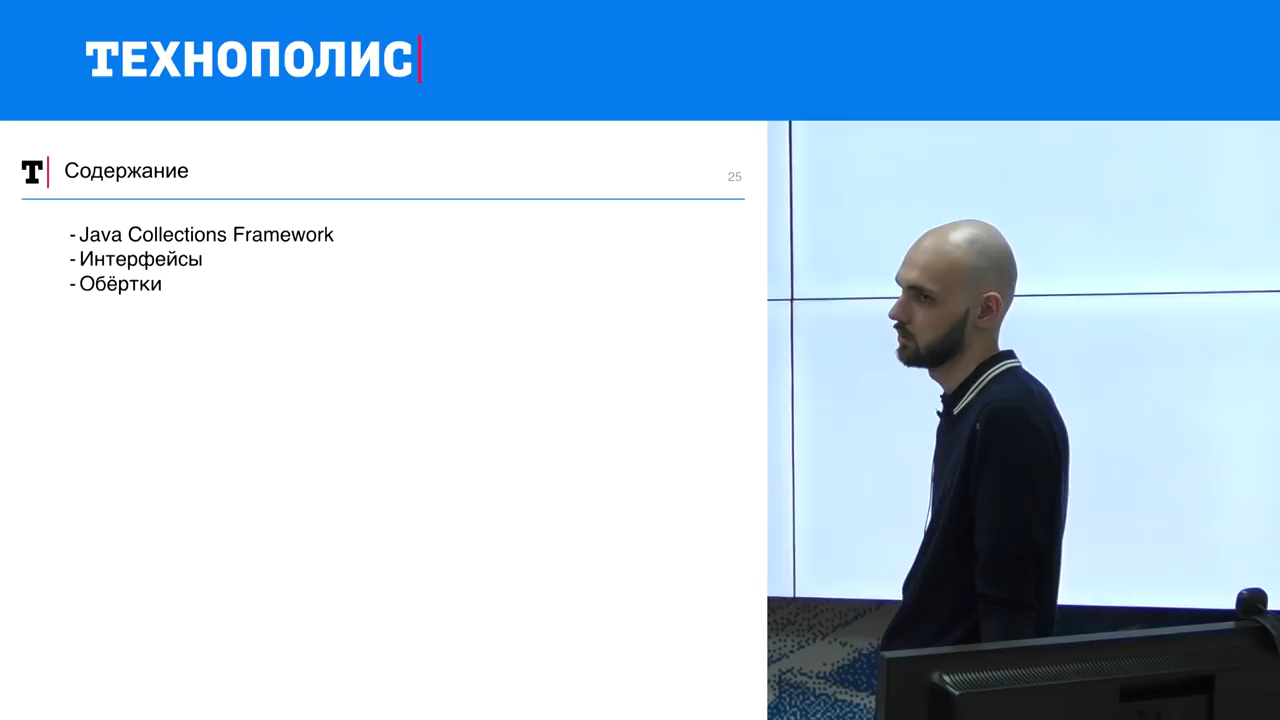 ТЕХНОПОЛИС
Т Содержание
25
- Java Collections Framework
- Интерфейсы
- Обёртки